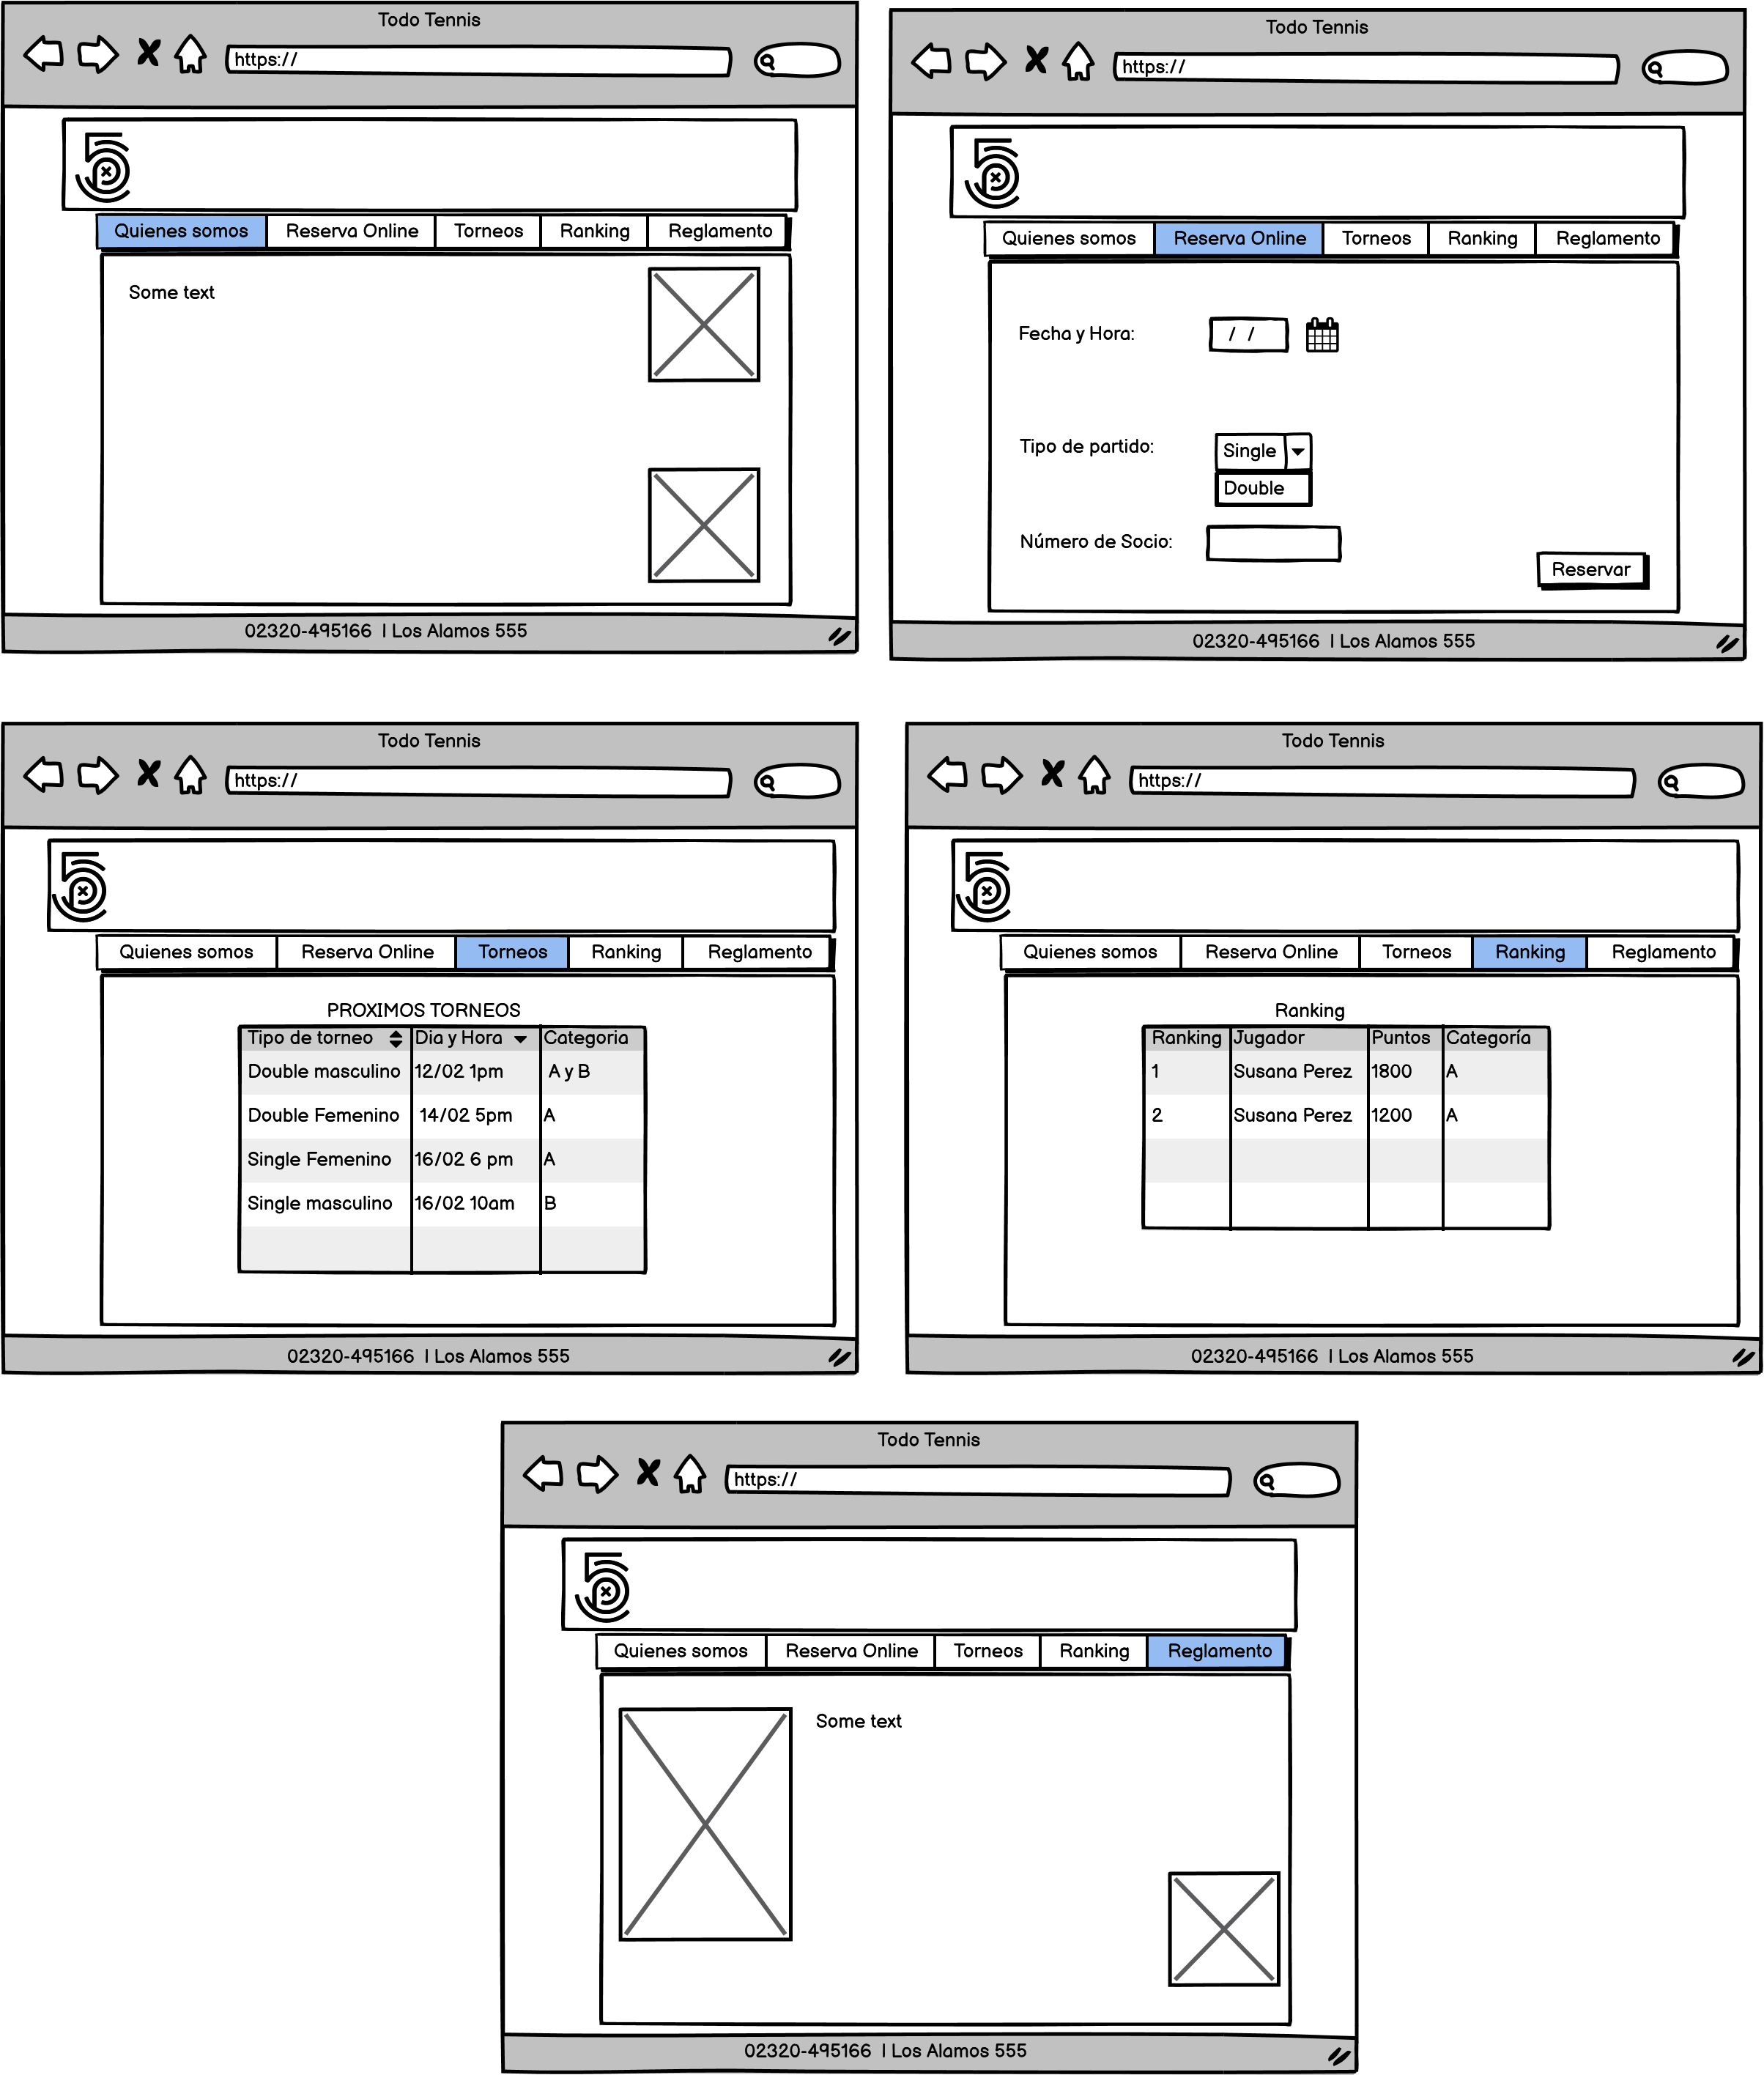 Todo Tennis
https://
Quienes somos Reserva Online Torneos Ranking Reglamento
Some text
02320-495166 | Los Alamos 555
Todo Tennis
https://
Quienes somos Reserva Online Torneos Ranking Reglamento
Fecha y Hora: / /
Tipo de partido: Single
Double
Número de Socio:
Reservar
02320-495166 | Los Alamos 555
Todo Tennis
https://
Quienes somos Reserva Online Torneos Ranking Reglamento
PROXIMOS TORNEOS
Tipo de torneo Dia y Hora Categoria
Double masculino 12/02 1pm A y B
Double Femenino 14/02 5pm A
Single Femenino 16/02 6 pm A
Single masculino 16/02 10am B
02320-495166 | Los Alamos 555
Todo Tennis
https://
Quienes somos Reserva Online Torneos Ranking Reglamento
Ranking
Ranking Jugador Puntos Categoría
1 Susana Perez 1800 A
2 Susana Perez 1200 A
02320-495166 | Los Alamos 555
Todo Tennis
https://
Quienes somos Reserva Online Torneos Ranking Reglamento
Some text
02320-495166 | Los Alamos 555